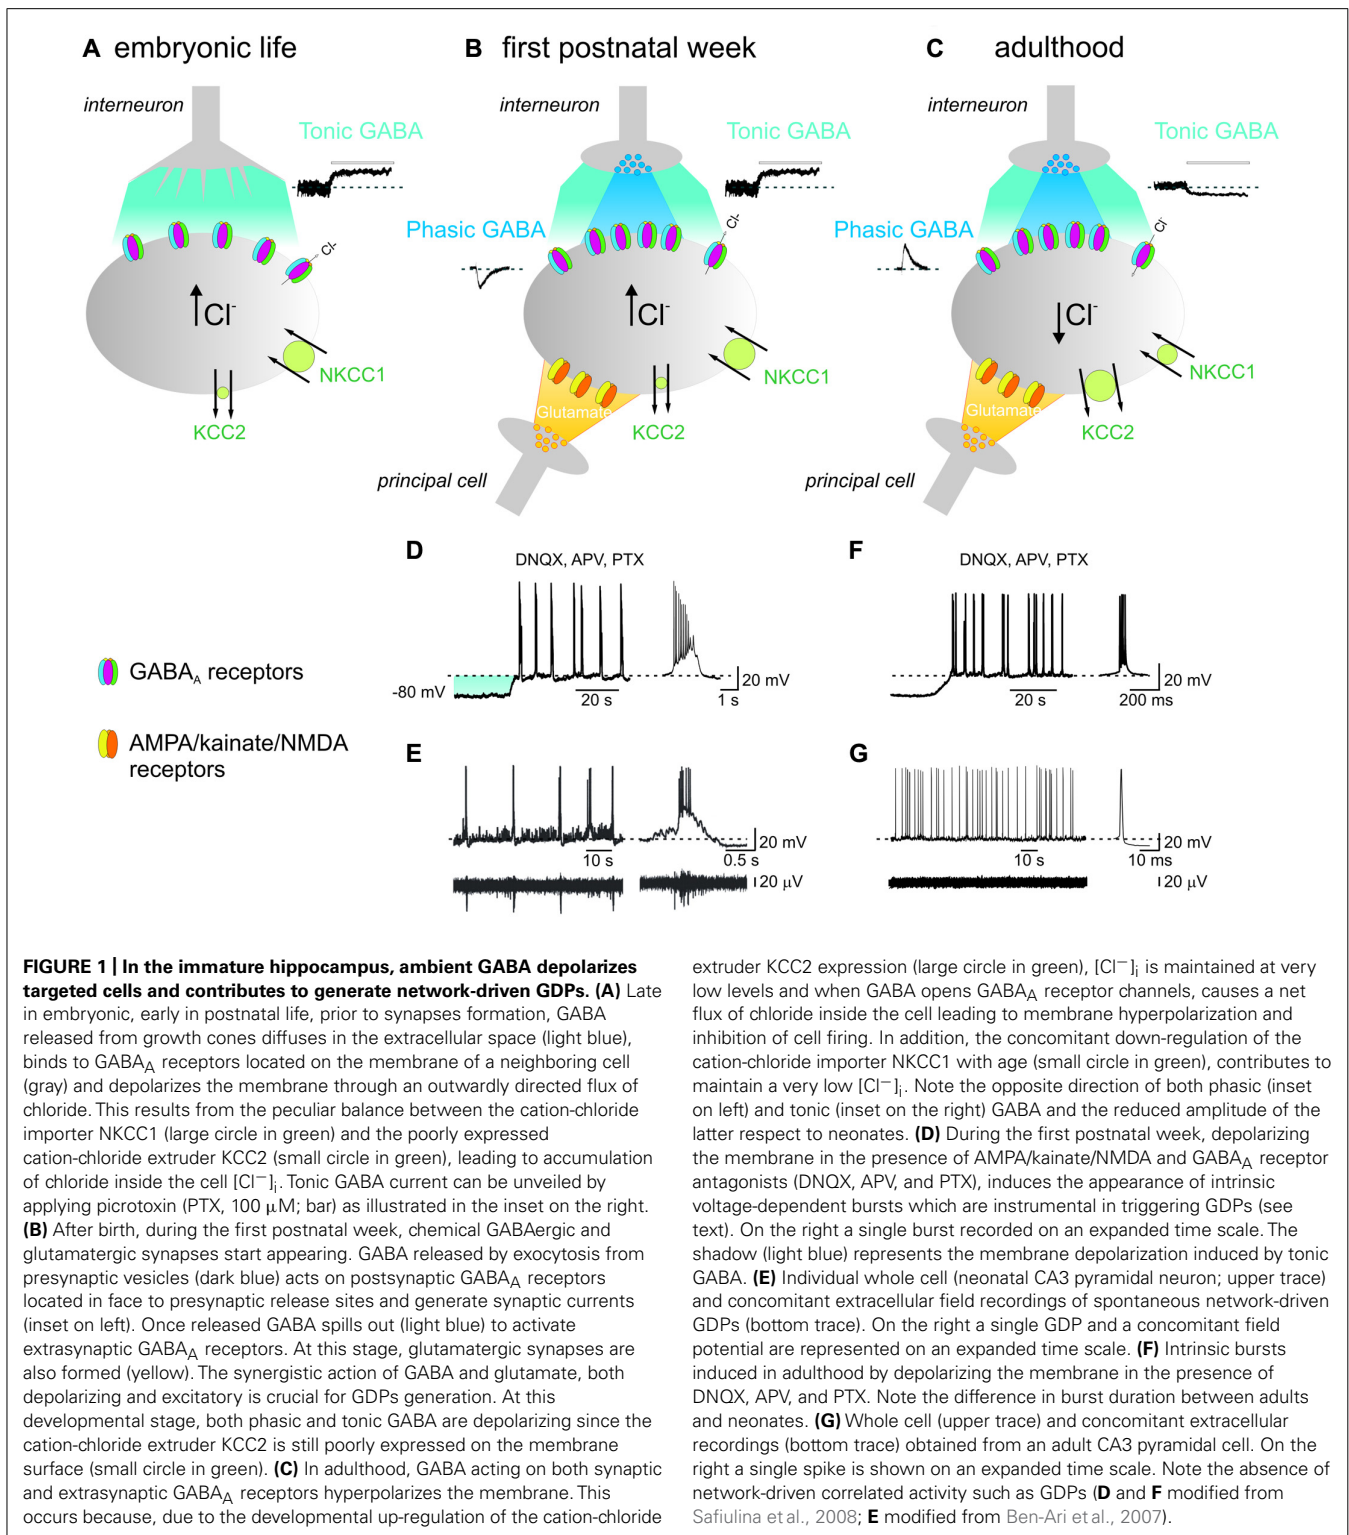 A embryonic life
B first postnatal week
C adulthood
interneuron
interneuron
interneuron
Tonic GABA
Tonic GABA
Tonic GABA
Phasic GABA
Phasic GABA
Cl-
Cl-
Cl-
Cl-
Cl-
Cl-
NKCC1
NKCC1
NKCC1
KCC2
Glutamate
KCC2
Glutamate
KCC2
principal cell
principal cell
D
DNQX, APV, PTX
-80 mV
20 s
20 mV
1 s
F
DNQX, APV, PTX
20 s
20 mV
200 ms
GABAA receptors
AMPA/kainate/NMDA
receptors
E
10 s
20 mV
0.5 s
20 µV
G
10 s
20 mV
10 ms
20 µV
FIGURE 1 | In the immature hippocampus, ambient GABA depolarizes
targeted cells and contributes to generate network-driven GDPs. (A) Late
in embryonic, early in postnatal life, prior to synapses formation, GABA
released from growth cones diffuses in the extracellular space (light blue),
binds to GABAA receptors located on the membrane of a neighboring cell
(gray) and depolarizes the membrane through an outwardly directed flux of
chloride. This results from the peculiar balance between the cation-chloride
importer NKCC1 (large circle in green) and the poorly expressed
cation-chloride extruder KCC2 (small circle in green), leading to accumulation
of chloride inside the cell [Cl−]i. Tonic GABA current can be unveiled by
applying picrotoxin (PTX, 100 µM; bar) as illustrated in the inset on the right.
(B) After birth, during the first postnatal week, chemical GABAergic and
glutamatergic synapses start appearing. GABA released by exocytosis from
presynaptic vesicles (dark blue) acts on postsynaptic GABAA receptors
located in face to presynaptic release sites and generate synaptic currents
(inset on left). Once released GABA spills out (light blue) to activate
extrasynaptic GABAA receptors. At this stage, glutamatergic synapses are
also formed (yellow). The synergistic action of GABA and glutamate, both
depolarizing and excitatory is crucial for GDPs generation. At this
developmental stage, both phasic and tonic GABA are depolarizing since the
cation-chloride extruder KCC2 is still poorly expressed on the membrane
surface (small circle in green). (C) In adulthood, GABA acting on both synaptic
and extrasynaptic GABAA receptors hyperpolarizes the membrane. This
occurs because, due to the developmental up-regulation of the cation-chloride
extruder KCC2 expression (large circle in green), [Cl−]i is maintained at very
low levels and when GABA opens GABAA receptor channels, causes a net
flux of chloride inside the cell leading to membrane hyperpolarization and
inhibition of cell firing. In addition, the concomitant down-regulation of the
cation-chloride importer NKCC1 with age (small circle in green), contributes to
maintain a very low [Cl−]i. Note the opposite direction of both phasic (inset
on left) and tonic (inset on the right) GABA and the reduced amplitude of the
latter respect to neonates. (D) During the first postnatal week, depolarizing
the membrane in the presence of AMPA/kainate/NMDA and GABAA receptor
antagonists (DNQX, APV, and PTX), induces the appearance of intrinsic
voltage-dependent bursts which are instrumental in triggering GDPs (see
text). On the right a single burst recorded on an expanded time scale. The
shadow (light blue) represents the membrane depolarization induced by tonic
GABA. (E) Individual whole cell (neonatal CA3 pyramidal neuron; upper trace)
and concomitant extracellular field recordings of spontaneous network-driven
GDPs (bottom trace). On the right a single GDP and a concomitant field
potential are represented on an expanded time scale. (F) Intrinsic bursts
induced in adulthood by depolarizing the membrane in the presence of
DNQX, APV, and PTX. Note the difference in burst duration between adults
and neonates. (G) Whole cell (upper trace) and concomitant extracellular
recordings (bottom trace) obtained from an adult CA3 pyramidal cell. On the
right a single spike is shown on an expanded time scale. Note the absence of
network-driven correlated activity such as GDPs (D and F modified from
Safiulina et al., 2008; E modified from Ben-Ari et al., 2007).